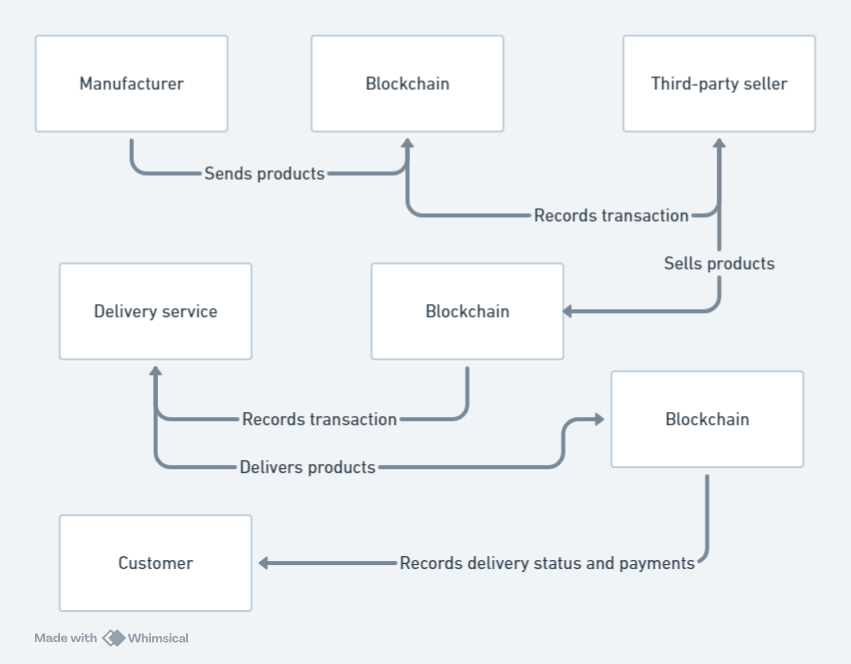 Manufacturer
Blockchain
Third-party seller
Sends products
Records transaction
Sells products
Delivery service
Blockchain
Records transaction
Blockchain
Delivers products
Customer
Records delivery status and payments
Made with Whimsical